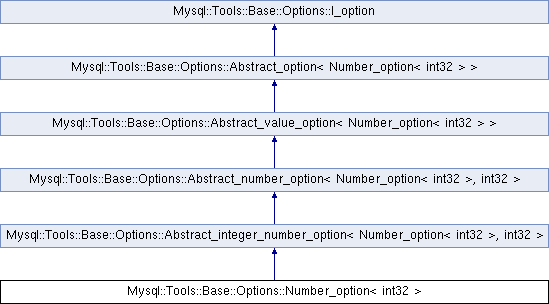 Mysql::Tools::Base::Options::I_option
Mysql::Tools::Base::Options::Abstract_option< Number_option< int32 > >
Mysql::Tools::Base::Options::Abstract_value_option< Number_option< int32 > >
Mysql::Tools::Base::Options::Abstract_number_option< Number_option< int32 >, int32 >
Mysql::Tools::Base::Options::Abstract_integer_number_option< Number_option< int32 >, int32 >
Mysql::Tools::Base::Options::Number_option< int32 >